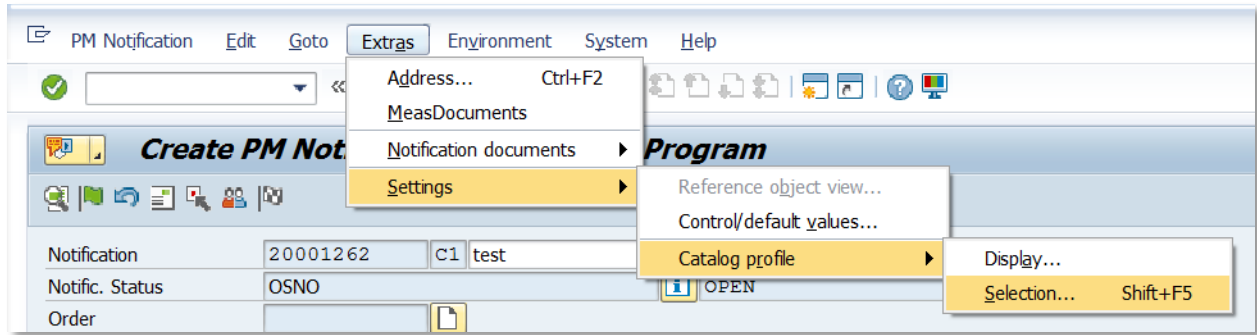 PM Notification Edit Goto Extras Environment System Help
Address... Ctrl+F2
MeasDocuments
Create PM Not Program
Notification documents
Settings
Reference object view...
Control/default values...
Notification 20001262 C1 test
Catalog profile
Display...
Notific. Status OSNO OPEN
Selection... Shift+F5
Order